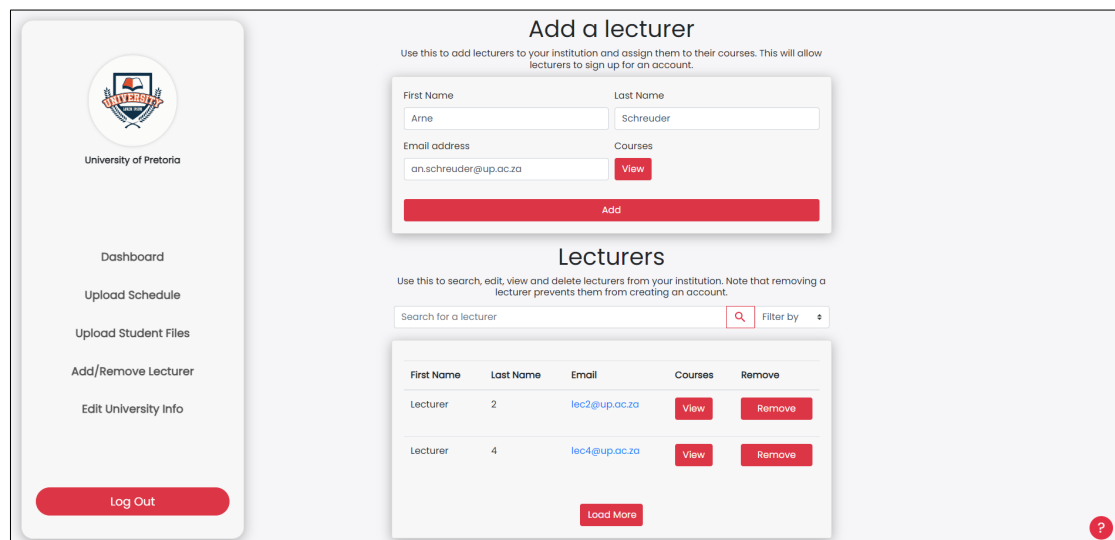 UNIVERSITY
University of Pretoria
Dashboard
Upload Schedule
Upload Student Files
Add/Remove Lecturer
Edit University Info
Log Out
Add a lecturer
Use this to add lecturers to your institution and assign them to their courses. This will allow
lecturers to sign up for an account.
First Name Last Name
Arne Schreuder
Email address Courses
an.schreuder@up.ac.za View
Add
Lecturers
Use this to search, edit, view and delete lecturers from your institution. Note that removing a
lecturer prevents them from creating an account.
Search for a lecturer Filter by
First Name Last Name Email Courses Remove
Lecturer 2 lec2@up.ac.za View Remove
Lecturer 4 lec4@up.ac.za View Remove
Load More
?